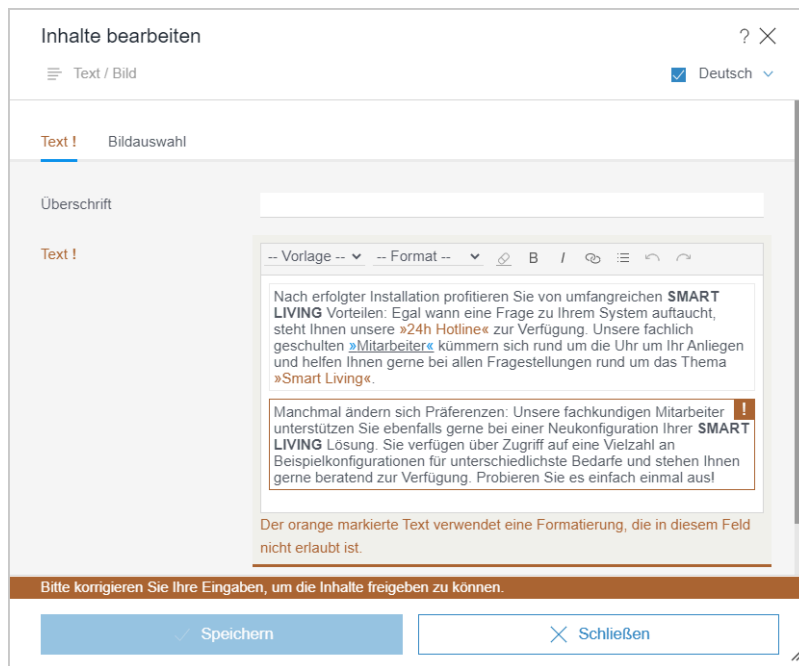 Inhalte bearbeiten ?
Text / Bild Deutsch
Text ! Bildauswahl
Überschrift
Text !
-- Vorlage -- -- Format -- B I
Nach erfolgter Installation profitieren Sie von umfangreichen SMART
LIVING Vorteilen: Egal wann eine Frage zu Ihrem System auftaucht,
steht Ihnen unsere »24h Hotline« zur Verfügung. Unsere fachlich
geschulten »Mitarbeiter« kümmern sich rund um die Uhr um Ihr Anliegen
und helfen Ihnen gerne bei allen Fragestellungen rund um das Thema
»Smart Living«.
!
Manchmal ändern sich Präferenzen: Unsere fachkundigen Mitarbeiter
unterstützen Sie ebenfalls gerne bei einer Neukonfiguration Ihrer SMART
LIVING Lösung. Sie verfügen über Zugriff auf eine Vielzahl an
Beispielkonfigurationen für unterschiedlichste Bedarfe und stehen Ihnen
gerne beratend zur Verfügung. Probieren Sie es einfach einmal aus!
Der orange markierte Text verwendet eine Formatierung, die in diesem Feld
nicht erlaubt ist.
Bitte korrigieren Sie Ihre Eingaben, um die Inhalte freigeben zu können.
Speichern Schließen